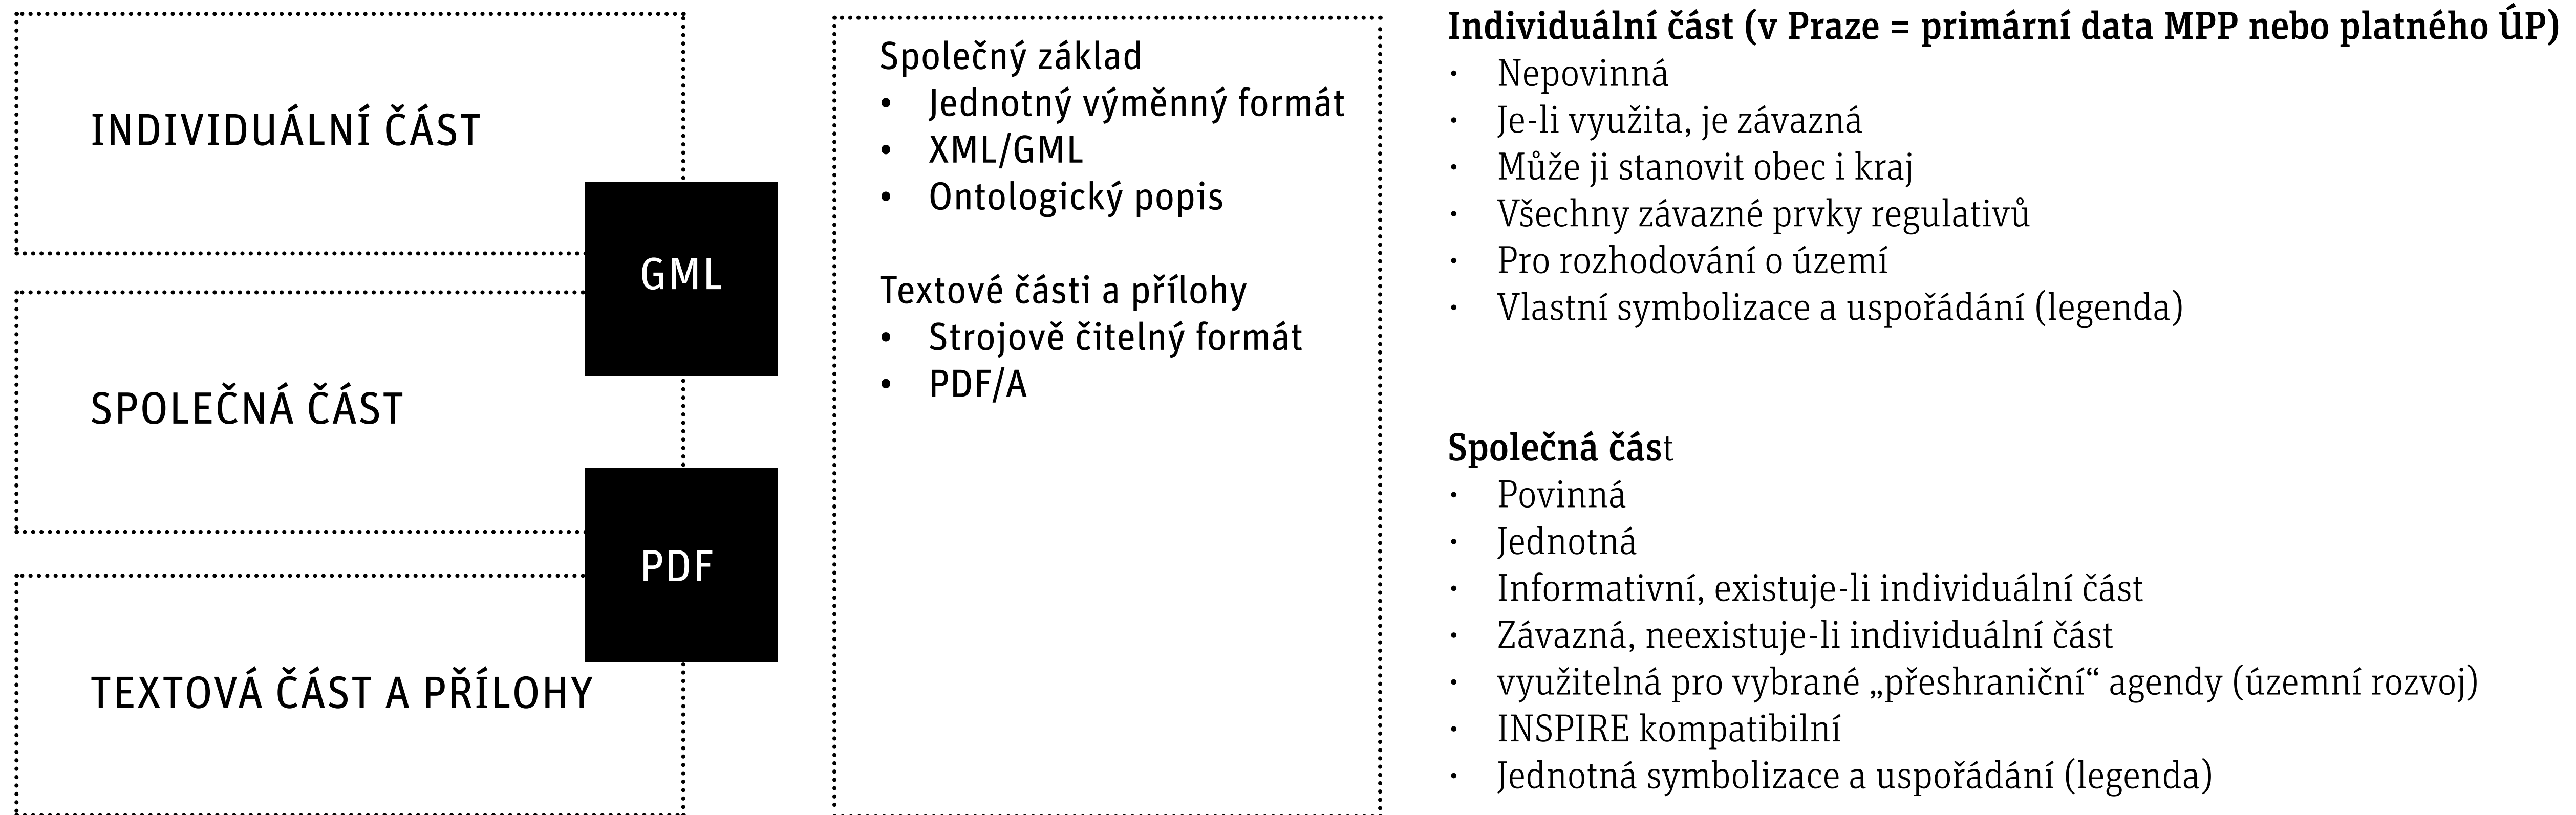 INDIVIDUÁLNÍ ČÁST
GML
SPOLEČNÁ ČÁST
PDF
TEXTOVÁ ČÁST A PŘÍLOHY
Společný základ
• Jednotný výměnný formát
• XML/GML
• Ontologický popis
Textové části a přílohy
• Strojově čitelný formát
• PDF/A
Individuální část (v Praze = primární data MPP nebo platného ÚP)
· Nepovinná
· Je-li využita, je závazná
· Může ji stanovit obec i kraj
· Všechny závazné prvky regulativů
· Pro rozhodování o území
· Vlastní symbolizace a uspořádání (legenda)
Společná část
· Povinná
· Jednotná
· Informativní, existuje-li individuální část
· Závazná, neexistuje-li individuální část
· využitelná pro vybrané „přeshraniční“ agendy (územní rozvoj)
· INSPIRE kompatibilní
· Jednotná symbolizace a uspořádání (legenda)